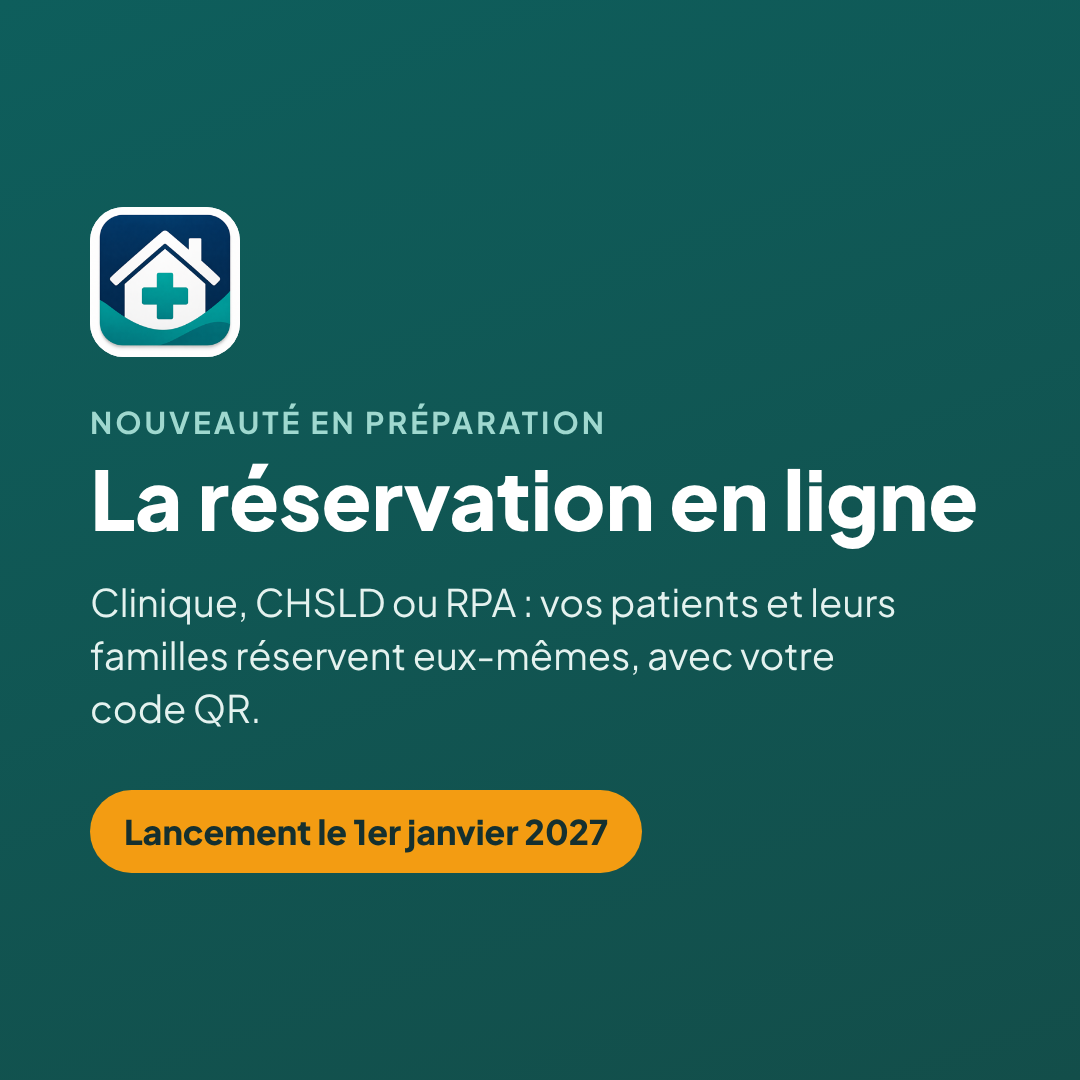 NOUVEAUTÉ EN PRÉPARATION
La réservation en ligne
Clinique, CHSLD ou RPA : vos patients et leurs
familles réservent eux-mêmes, avec votre
code QR.
Lancement le 1er janvier 2027